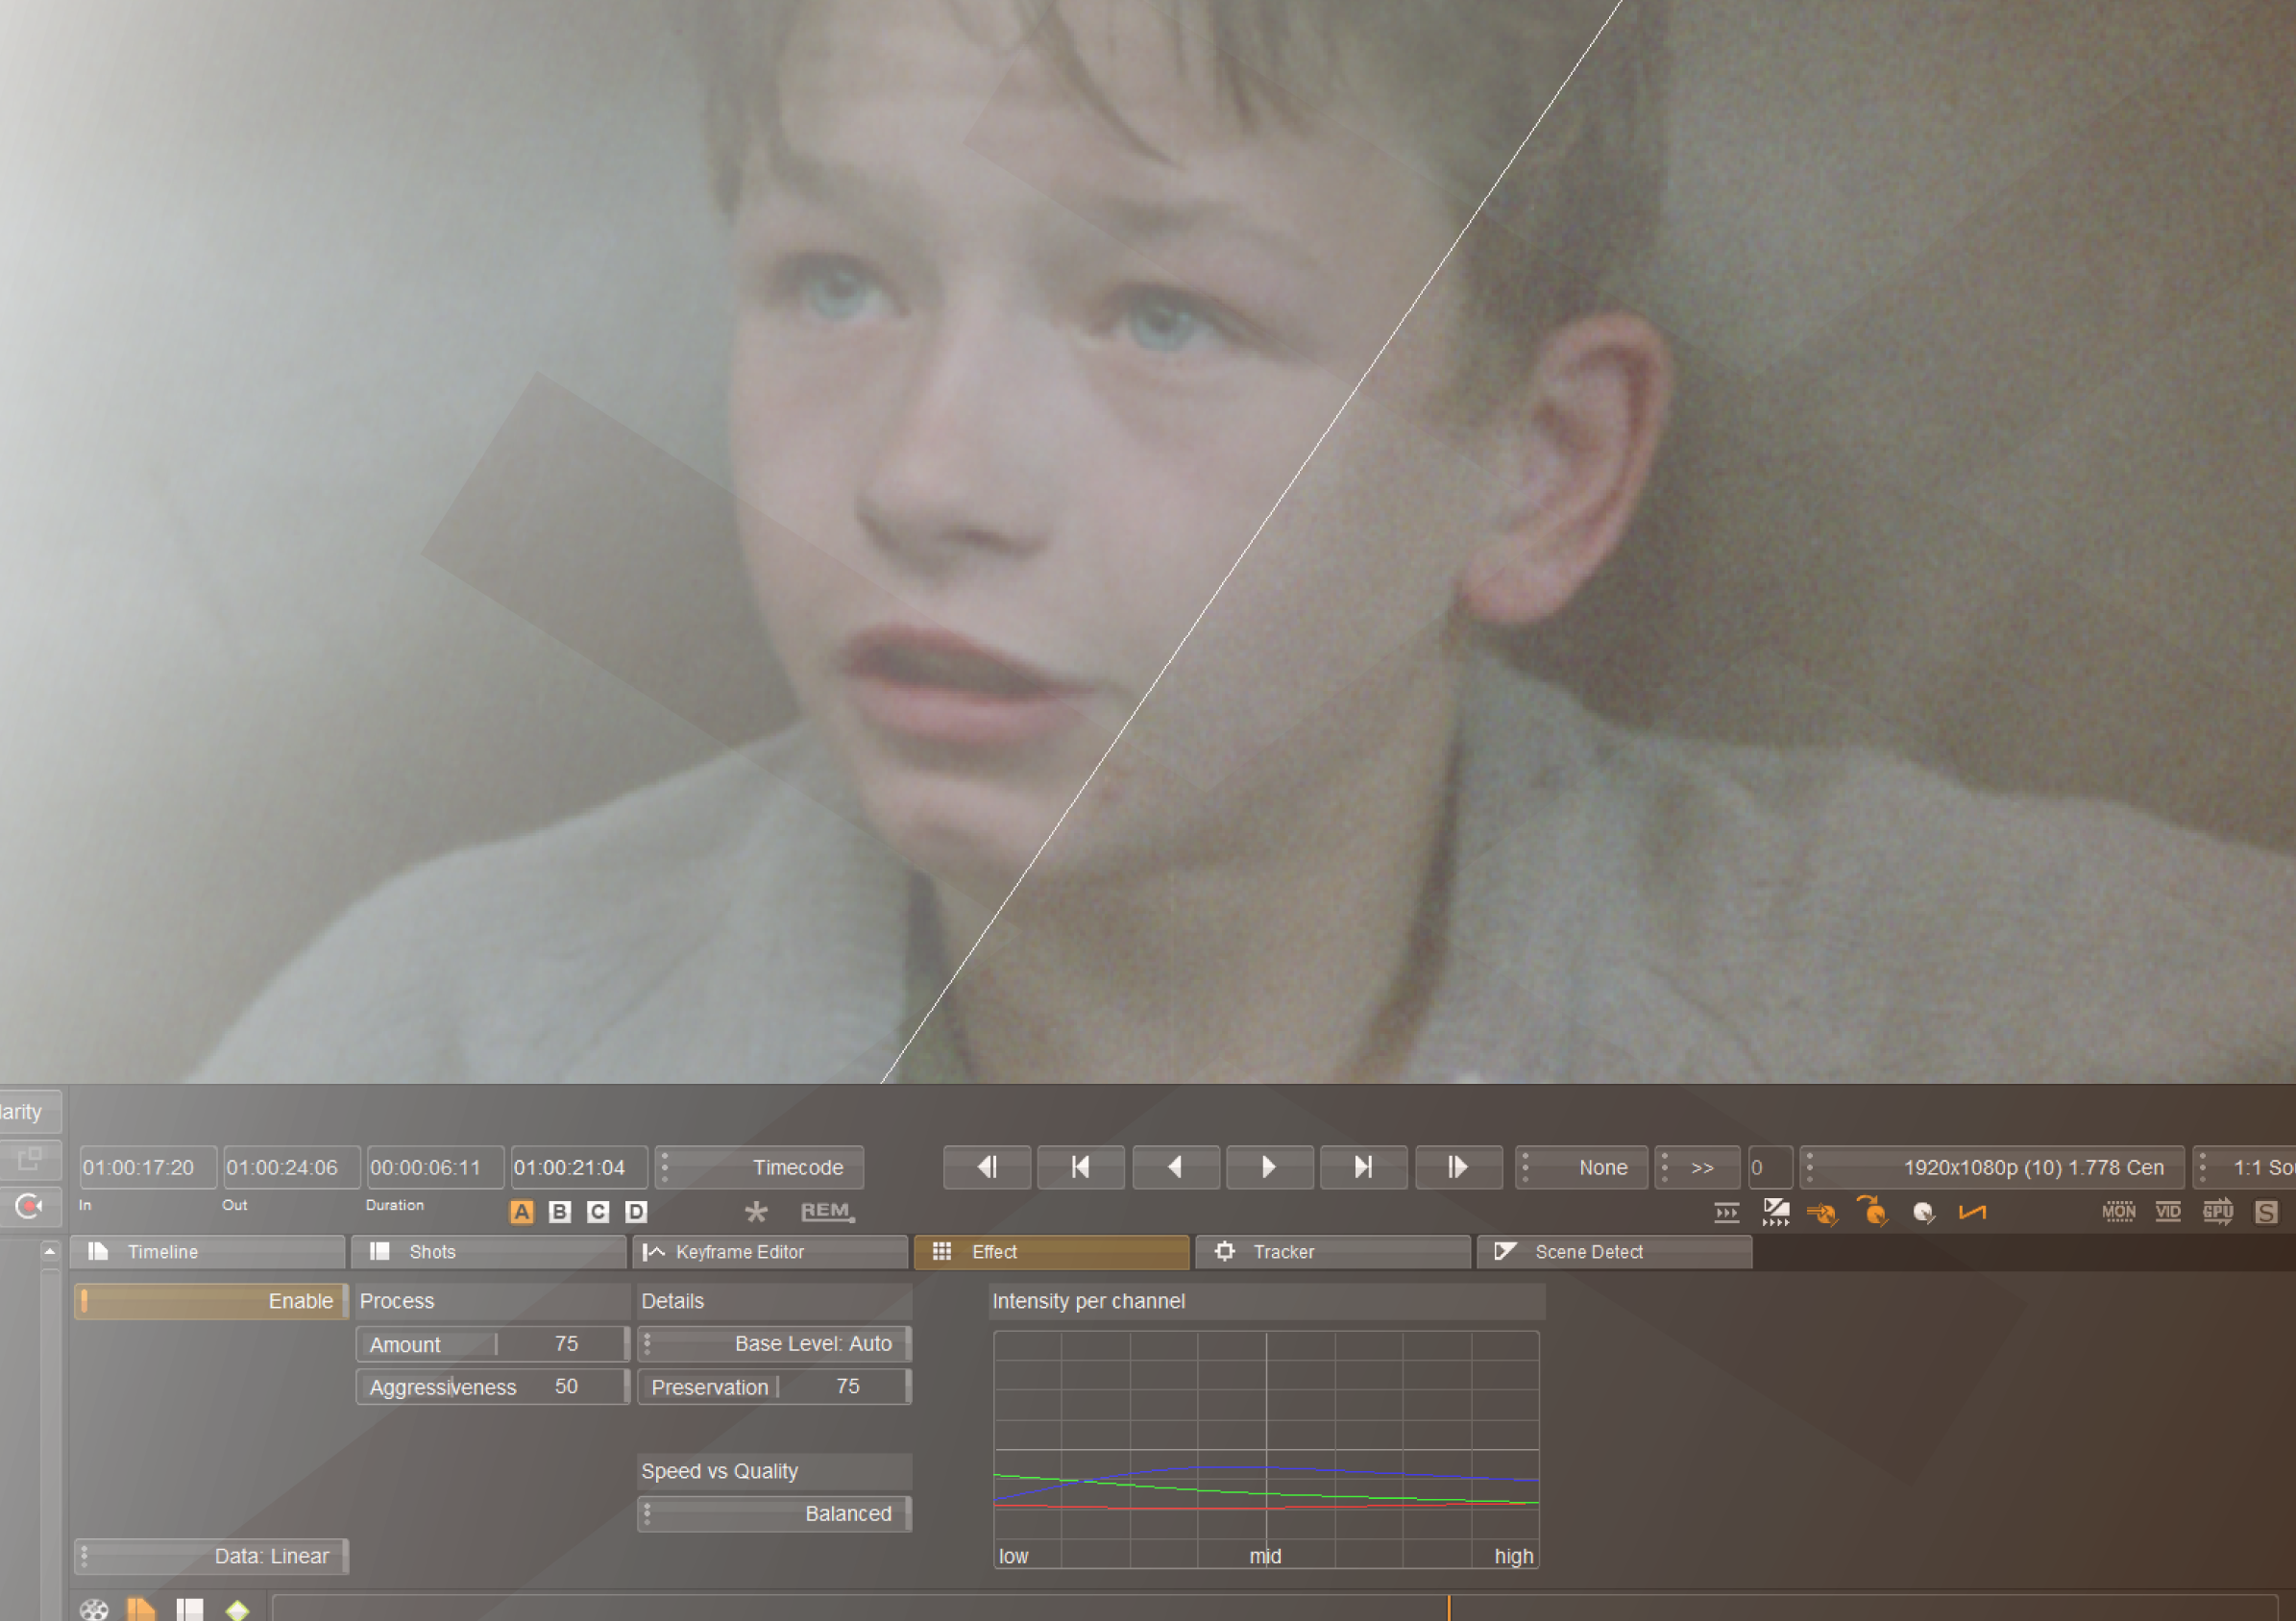 larity
01:00:17:20 01:00:24:06 00:00:06:11 01:00:21:04 Timecode None >> 0 1920x1080p (10) 1.778 Cen 1:1 Sou
In Out Duration A B C D REM. MON VID GPU S
Timeline Shots Keyframe Editor Effect Tracker Scene Detect
Enable Process Details Intensity per channel
Amount 75 Base Level: Auto
Aggressiveness 50 Preservation 75
Speed vs Quality
Balanced
Data: Linear low mid high